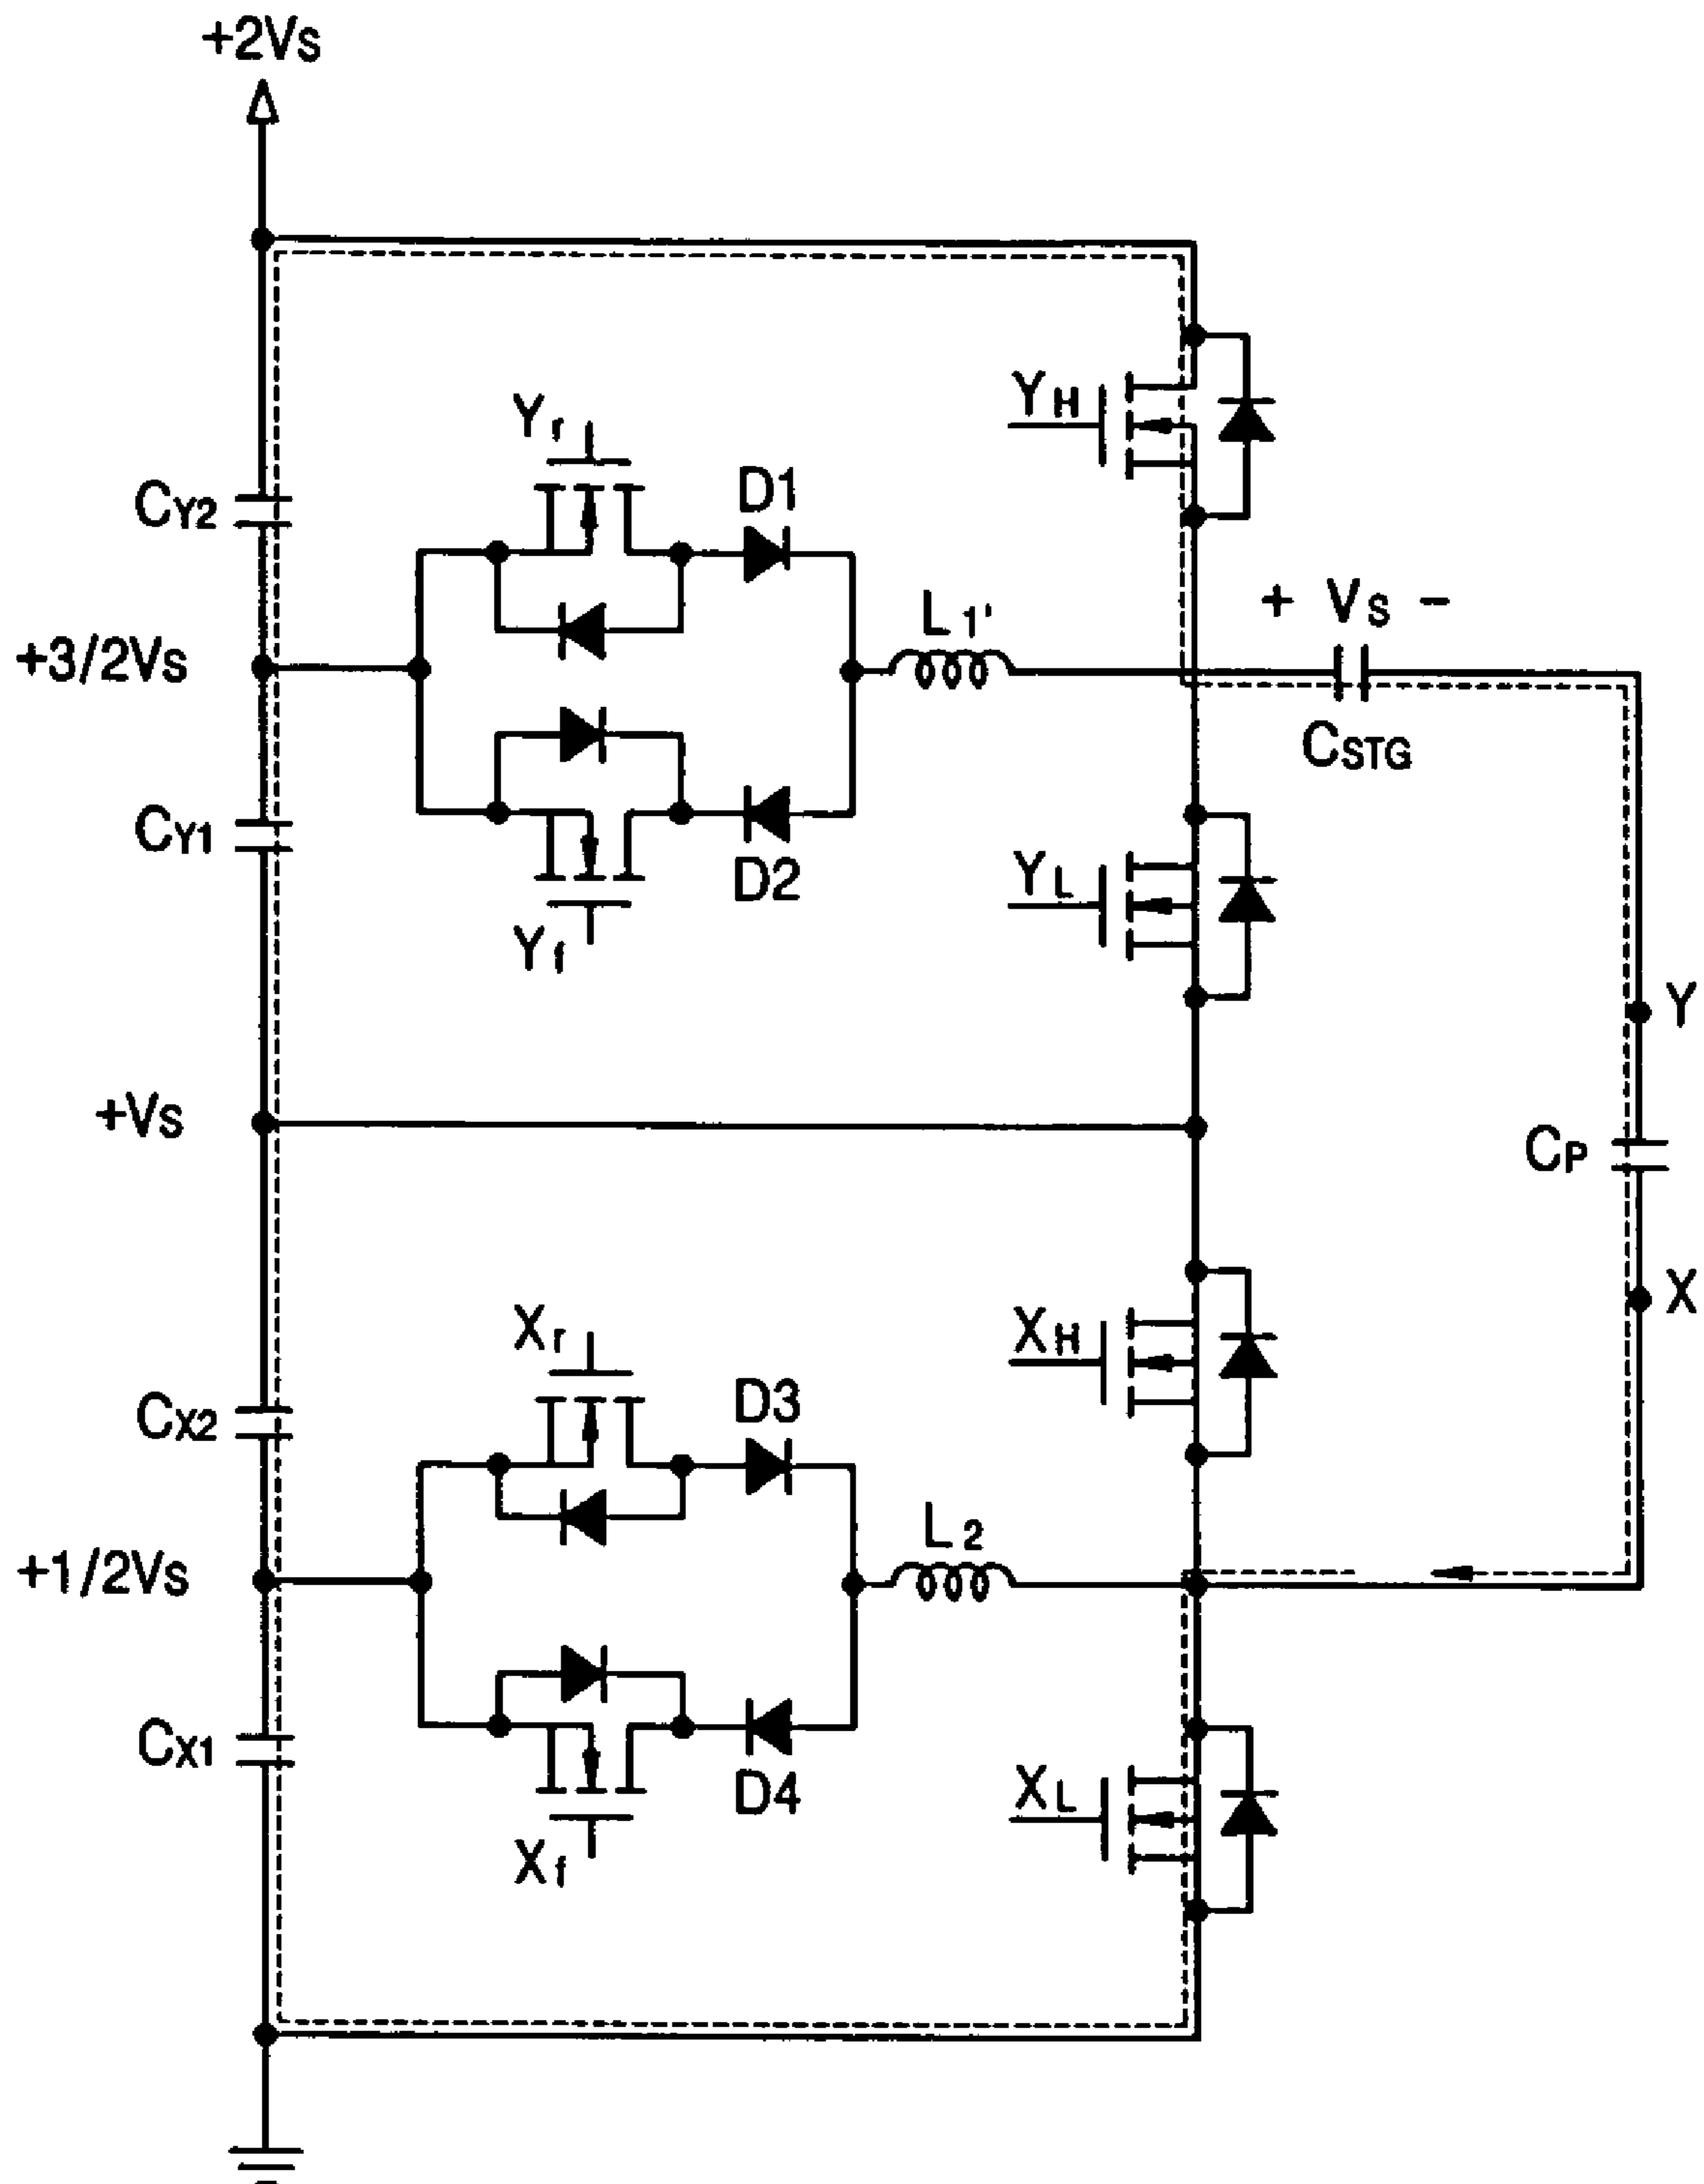 +2Vs
YH
Yr
D1
CY2
+ Vs -
L1'
+3/2Vs
CSTG
CY1
D2
YL
Yf
Y
+Vs
CP
X
Xr
XH
D3
CX2
L2
+1/2Vs
CX1
D4
XL
Xf